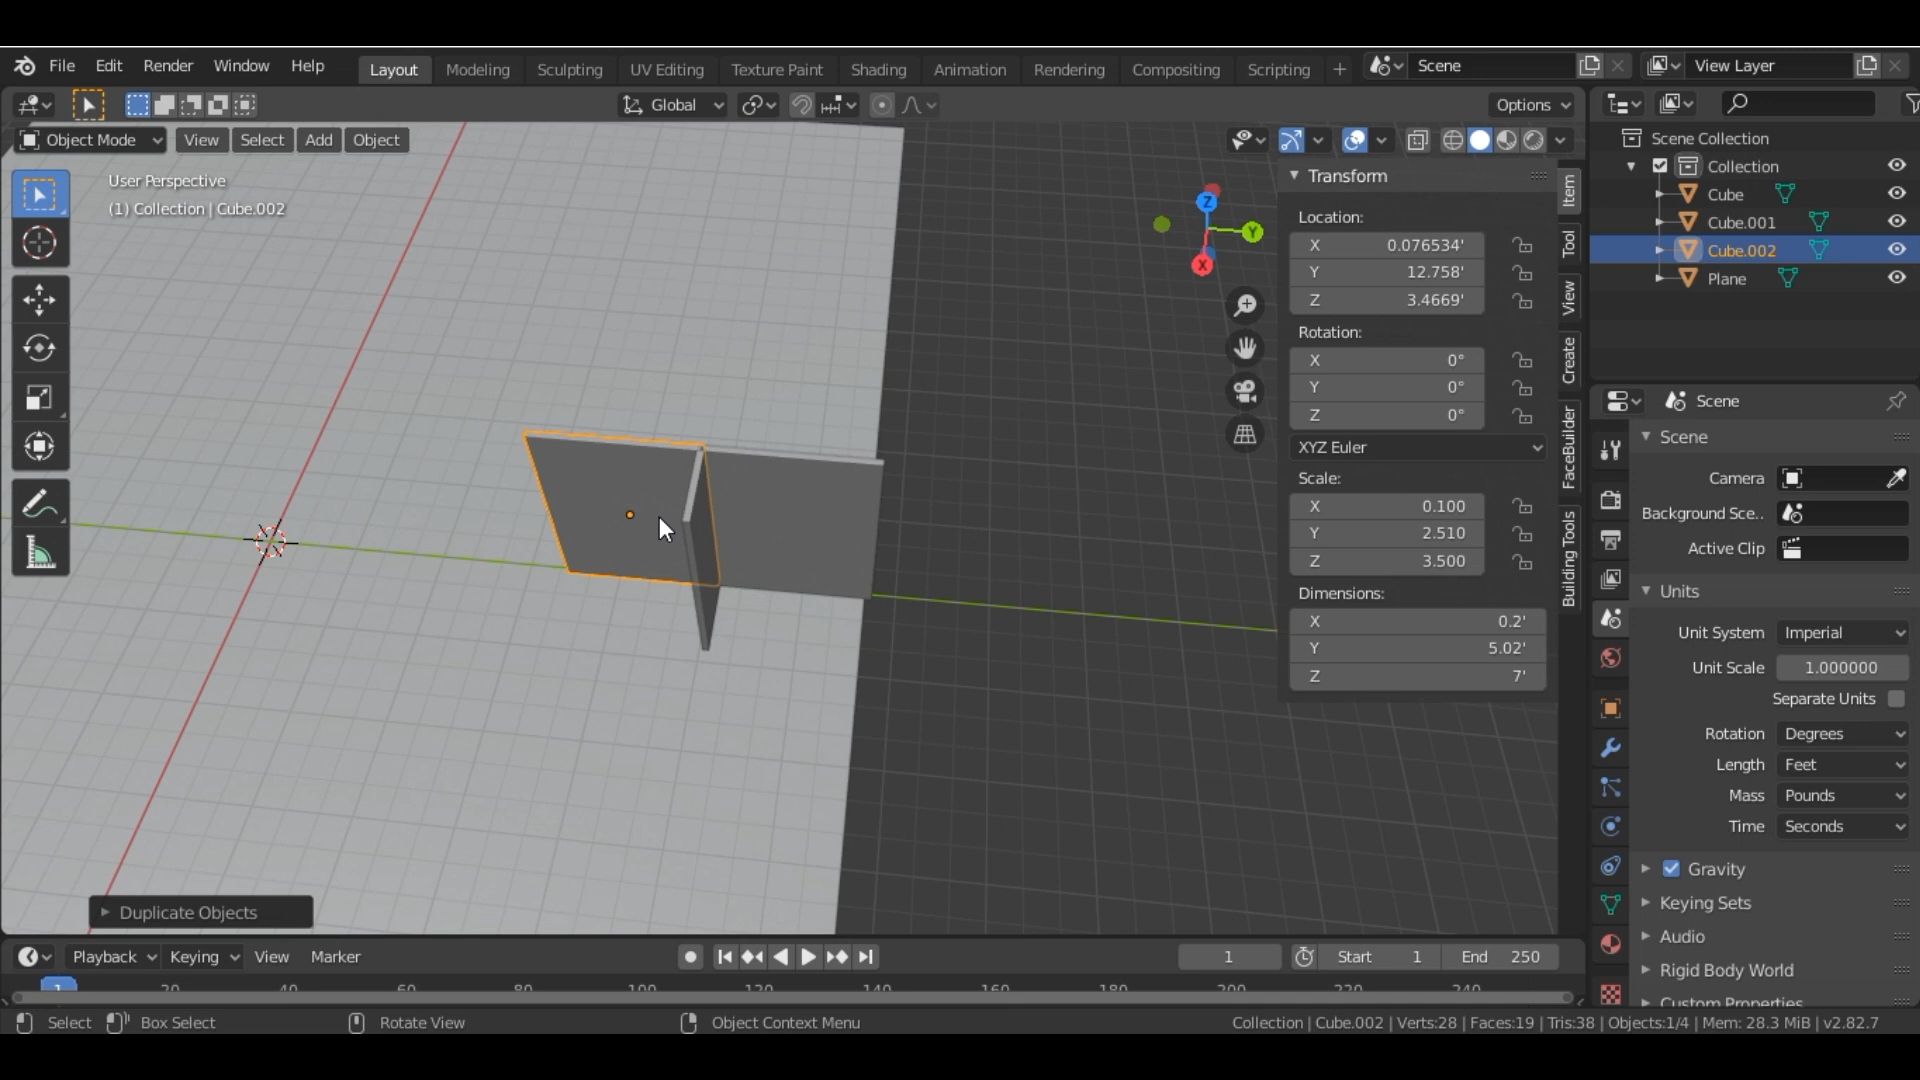 File Edit Render Window Help Layout Modeling Sculpting UV Editing Texture Paint Shading Animation Rendering Compositing Scripting + Scene View Layer
Global Options
Object Mode View Select Add Object
User Perspective
(1) Collection | Cube.002
Z
Y
X
Transform
Location:
X 0.076534'
Y 12.758'
Z 3.4669'
Rotation:
X 0°
Y 0°
Z 0°
XYZ Euler
Scale:
X 0.100
Y 2.510
Z 3.500
Dimensions:
X 0.2'
Y 5.02'
Z 7'
Item
Tool
View
Create
FaceBuilder
Building Tools
Scene Collection
Collection
Cube
Cube.001
Cube.002
Plane
Scene
Scene
Camera
Background Sce..
Active Clip
Units
Unit System Imperial
Unit Scale 1.000000
Separate Units
Rotation Degrees
Length Feet
Mass Pounds
Time Seconds
Gravity
Keying Sets
Audio
Rigid Body World
Custom Properties
Duplicate Objects
Playback Keying View Marker 1 Start 1 End 250
1 20 40 60 80 100 120 140 160 180 200 220 240
Select Box Select Rotate View Object Context Menu Collection | Cube.002 | Verts:28 | Faces:19 | Tris:38 | Objects:1/4 | Mem: 28.3 MiB | v2.82.7